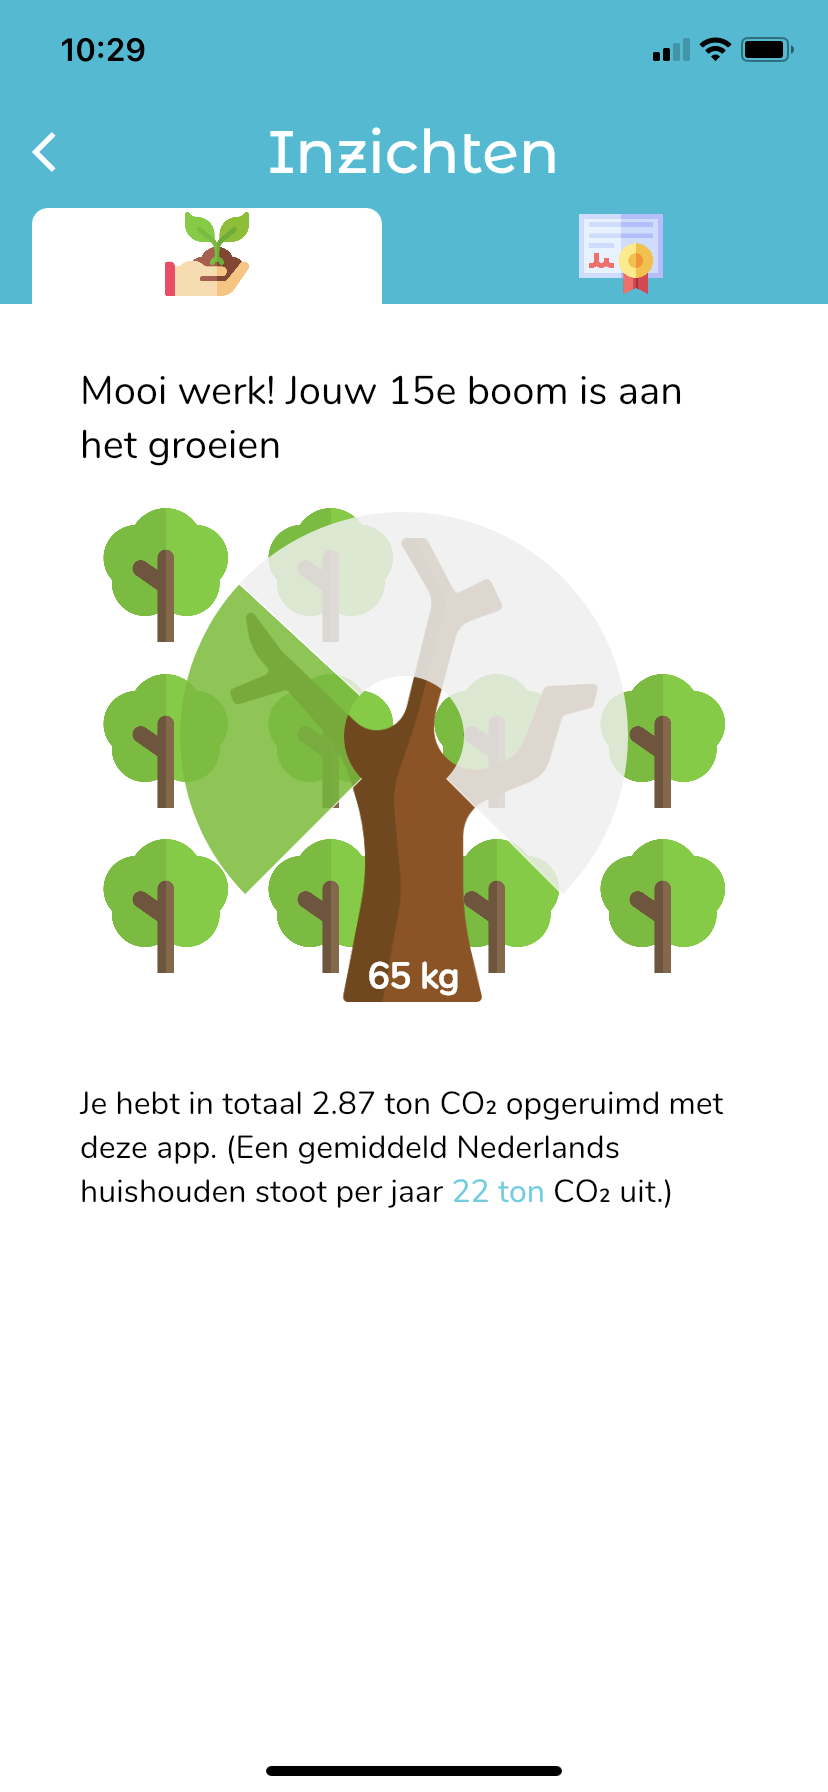 10:29
Inzichten
Mooi werk! Jouw 15e boom is aan
het groeien
65 kg
Je hebt in totaal 2.87 ton CO₂ opgeruimd met
deze app. (Een gemiddeld Nederlands
huishouden stoot per jaar 22 ton CO₂ uit.)